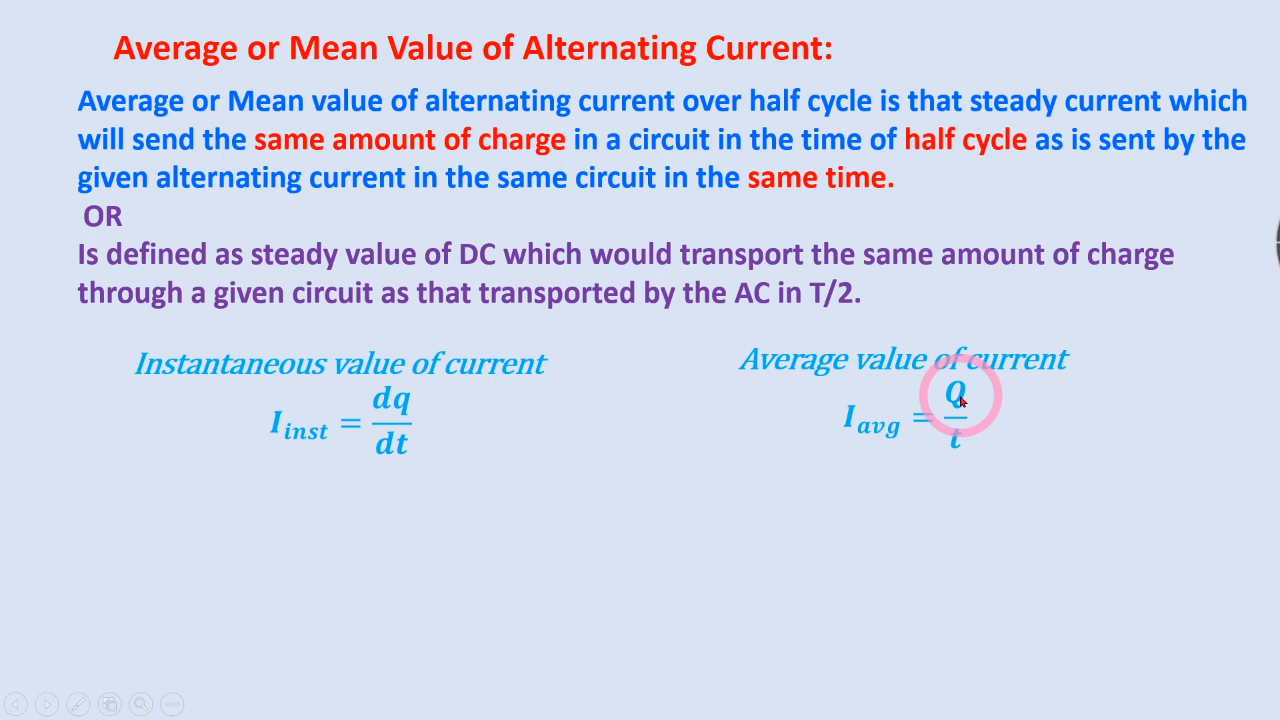 Average or Mean Value of Alternating Current:
Average or Mean value of alternating current over half cycle is that steady current which
will send the same amount of charge in a circuit in the time of half cycle as is sent by the
given alternating current in the same circuit in the same time.
OR
Is defined as steady value of DC which would transport the same amount of charge
through a given circuit as that transported by the AC in T/2.
Instantaneous value of current
I_inst = dq/dt
Average value of current
I_avg = Q/t